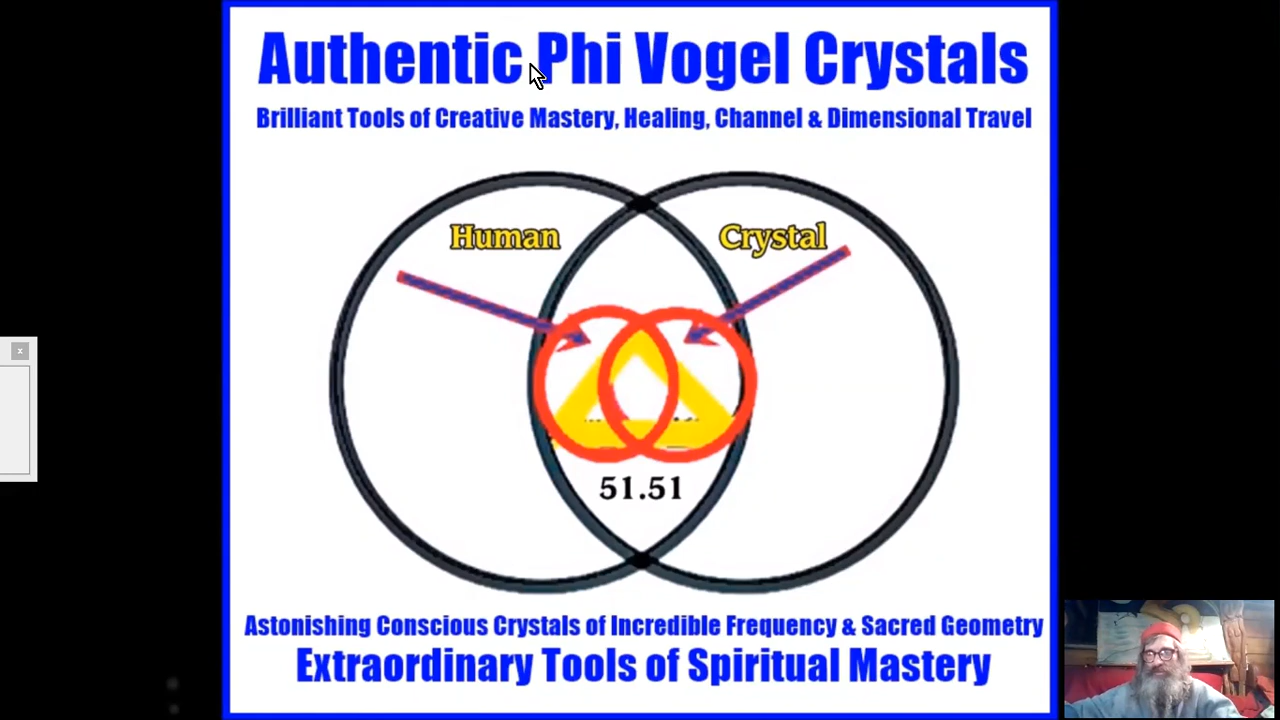 Authentic Phi Vogel Crystals
Brilliant Tools of Creative Mastery, Healing, Channel & Dimensional Travel
Human
Crystal
51.51
Astonishing Conscious Crystals of Incredible Frequency & Sacred Geometry
Extraordinary Tools of Spiritual Mastery
x